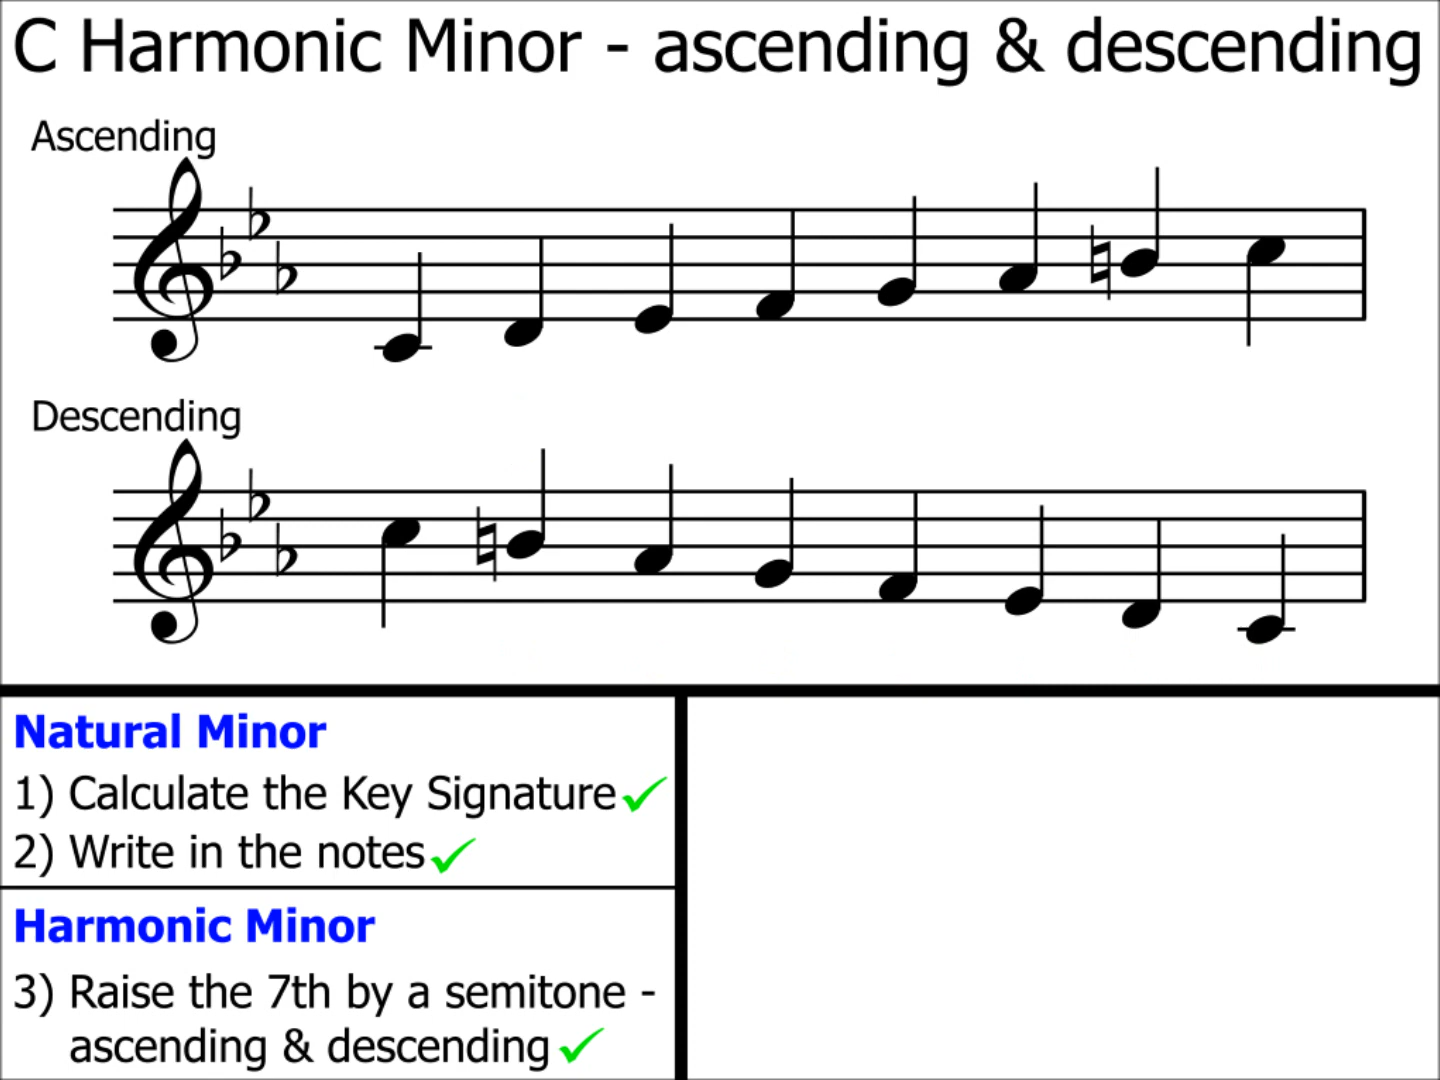 C Harmonic Minor - ascending & descending
Ascending
Descending
Natural Minor
1) Calculate the Key Signature
2) Write in the notes
Harmonic Minor
3) Raise the 7th by a semitone -
ascending & descending